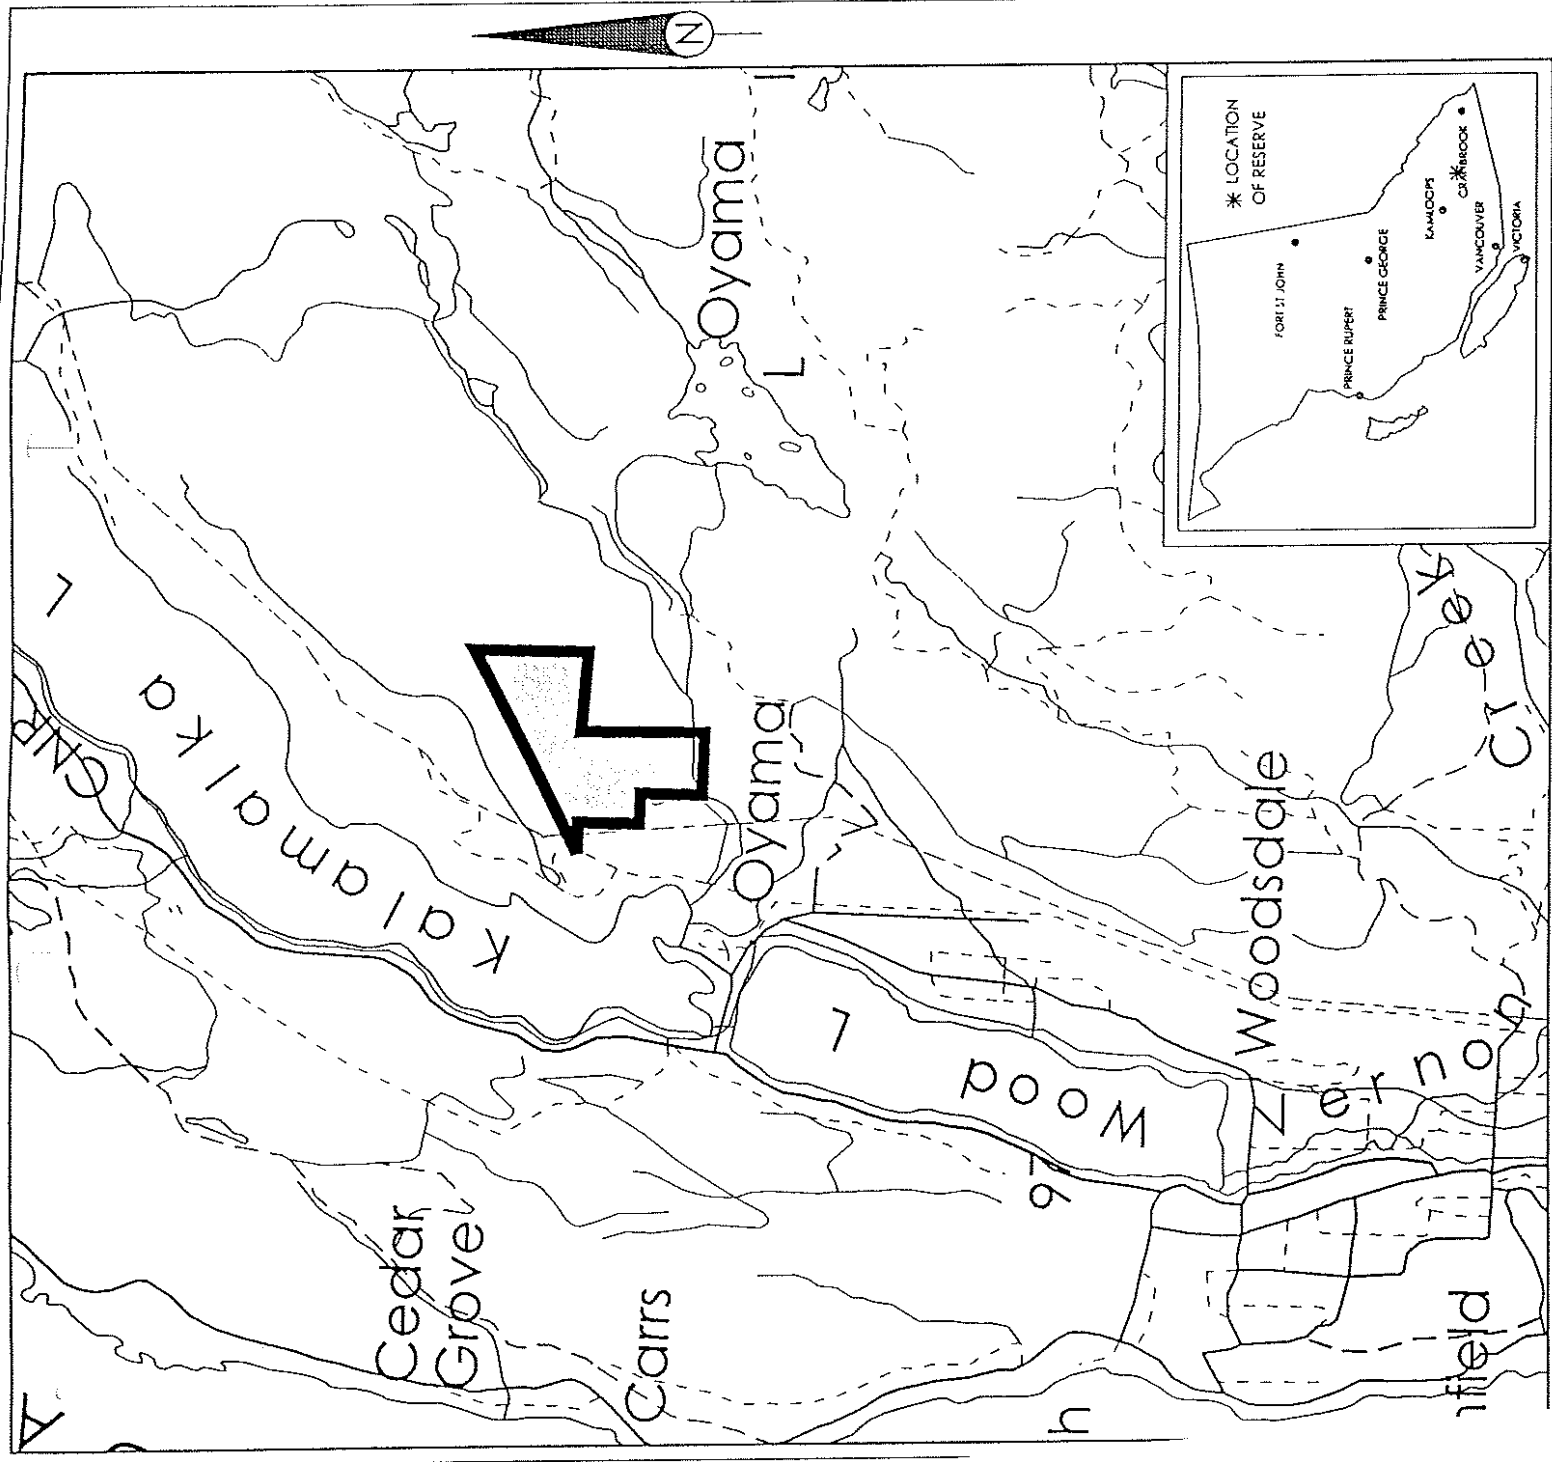 N
Kalamalka L
CNR
Oyama
L
Oyama
L
Wood L
97
Woodsdale
Vernon
Creek
Cedar
Grove
Carrs
h
field
A
✳ LOCATION
OF RESERVE
FORT ST JOHN
PRINCE RUPERT
PRINCE GEORGE
KAMLOOPS
CRANBROOK
VANCOUVER
VICTORIA